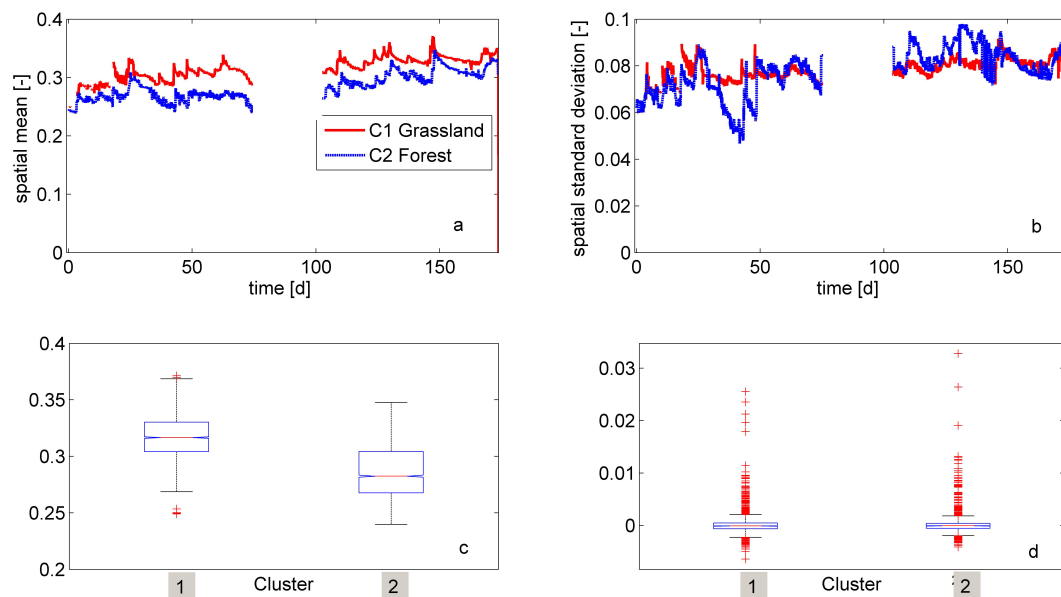 0.4
0.3
0.2
0.1
0
spatial mean [-]
C1 Grassland
C2 Forest
a
0
50
100
150
time [d]
0.1
0.08
0.06
0.04
0.02
0
spatial standard deviation [-]
b
0
50
100
150
time [d]
0.4
0.35
0.3
0.25
0.2
c
1
Cluster
2
0.03
0.02
0.01
0
d
1
Cluster
2